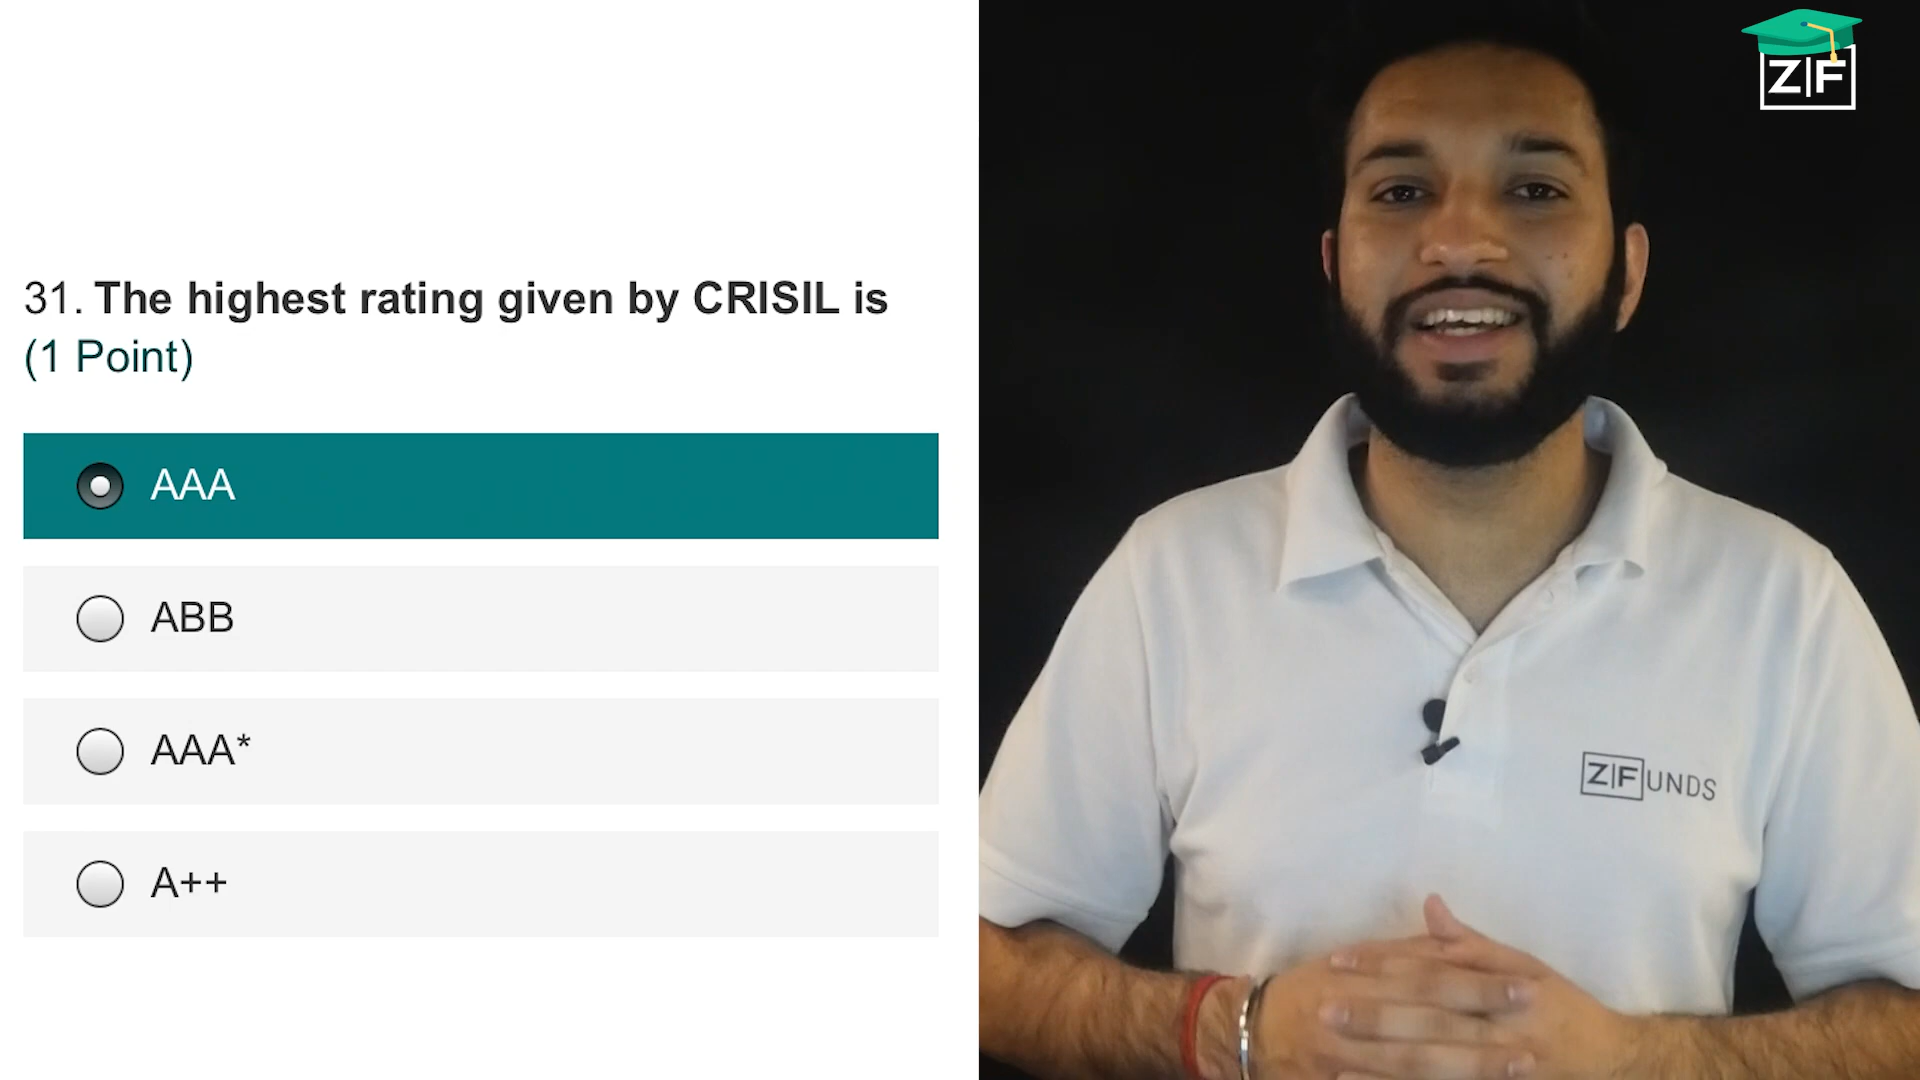 31. The highest rating given by CRISIL is
(1 Point)
AAA
ABB
AAA*
A++
Z|F
Z|FUNDS